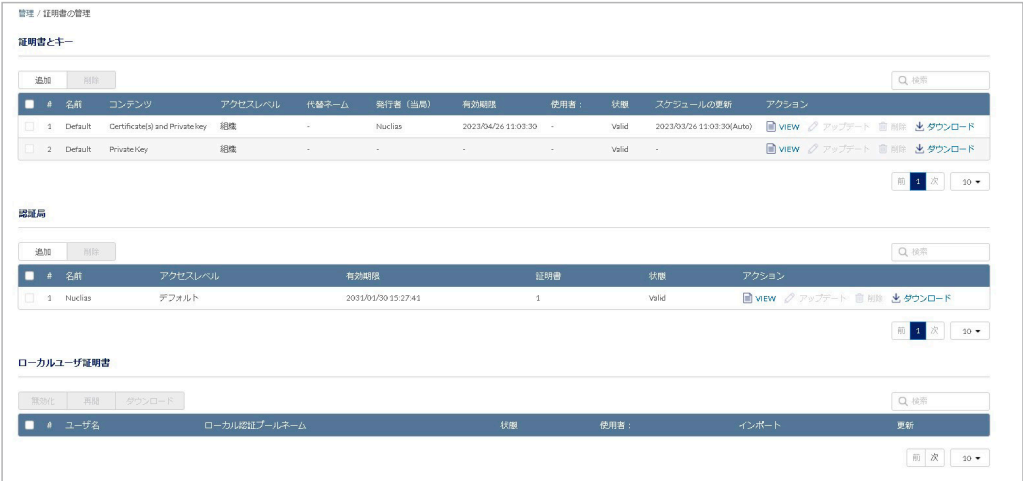 管理 / 証明書の管理
証明書とキー
追加 削除 検索
# 名前 コンテンツ アクセスレベル 代替ネーム 発行者（当局） 有効期限 使用者： 状態 スケジュールの更新 アクション
1 Default Certificate(s) and Private key 組織 - Nuclias 2023/04/26 11:03:30 - Valid 2023/03/26 11:03:30(Auto) VIEW アップデート 削除 ダウンロード
2 Default Private Key 組織 - - - - Valid - VIEW アップデート 削除 ダウンロード
前 1 次 10
認証局
追加 削除 検索
# 名前 アクセスレベル 有効期限 証明書 状態 アクション
1 Nuclias デフォルト 2031/01/30 15:27:41 1 Valid VIEW アップデート 削除 ダウンロード
前 1 次 10
ローカルユーザ証明書
再開 ダウンロード 検索
# ユーザ名 ローカル認証プールネーム 状態 使用者： インポート 更新
前 次 10